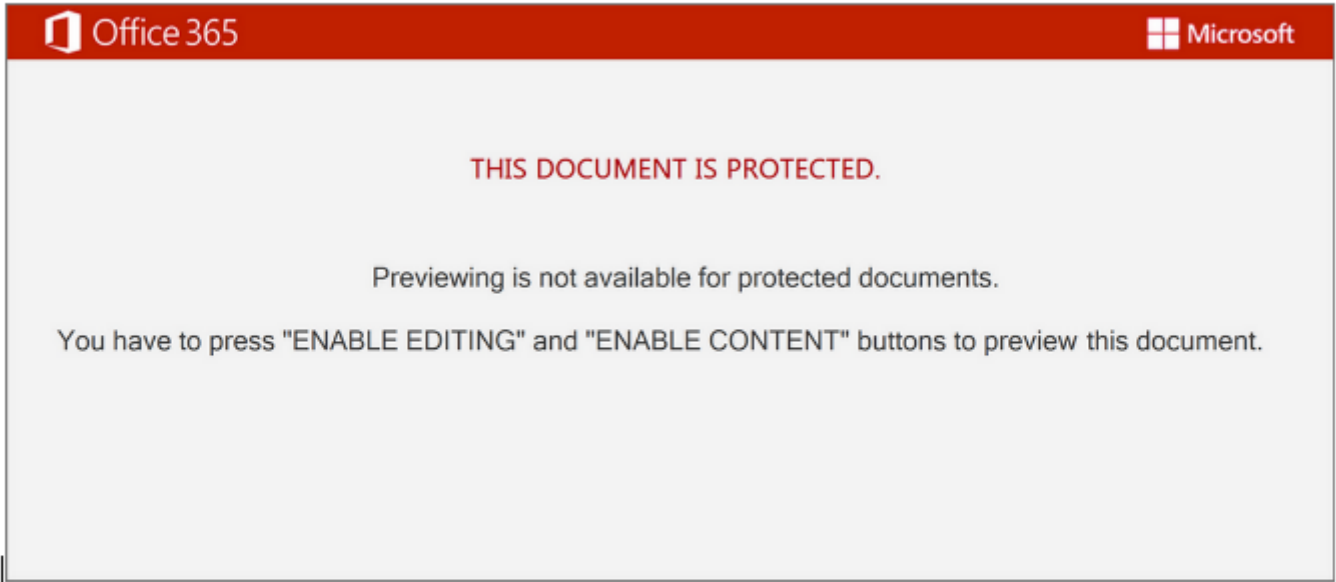 Office 365
Microsoft
THIS DOCUMENT IS PROTECTED.
Previewing is not available for protected documents.
You have to press "ENABLE EDITING" and "ENABLE CONTENT" buttons to preview this document.